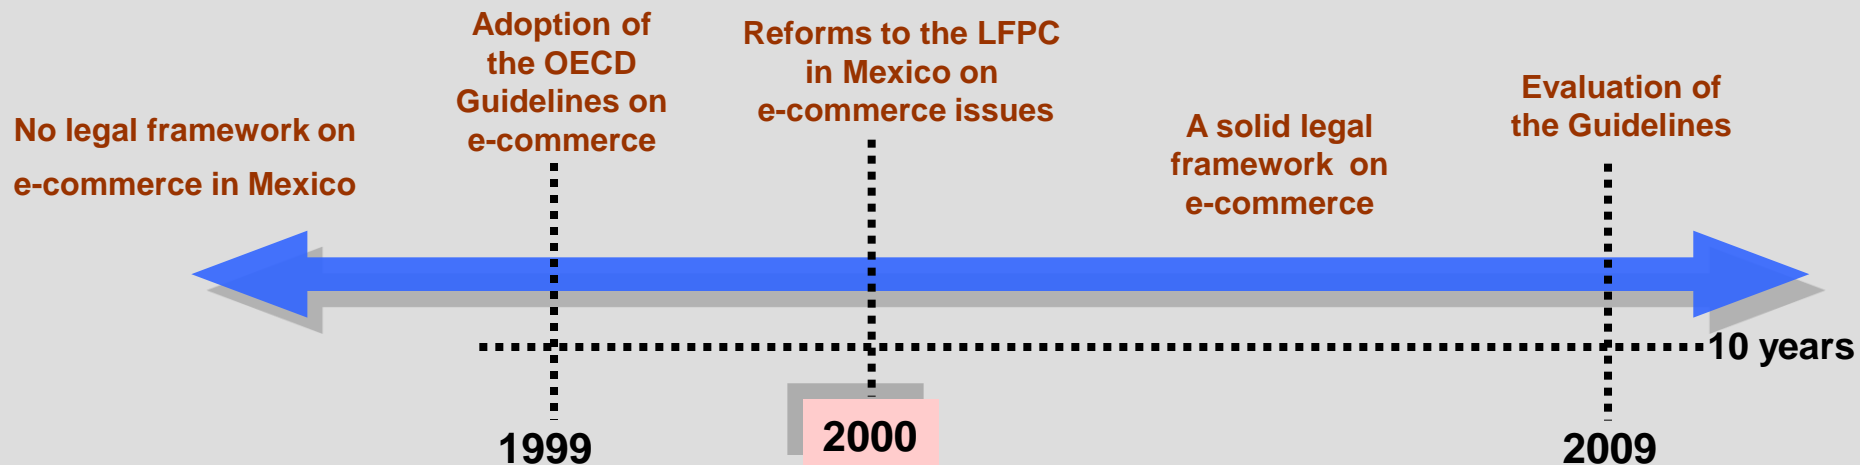 No legal framework on
e-commerce in Mexico
Adoption of
the OECD
Guidelines on
e-commerce
Reforms to the LFPC
in Mexico on
e-commerce issues
A solid legal
framework on
e-commerce
Evaluation of
the Guidelines
10 years
1999
2000
2009